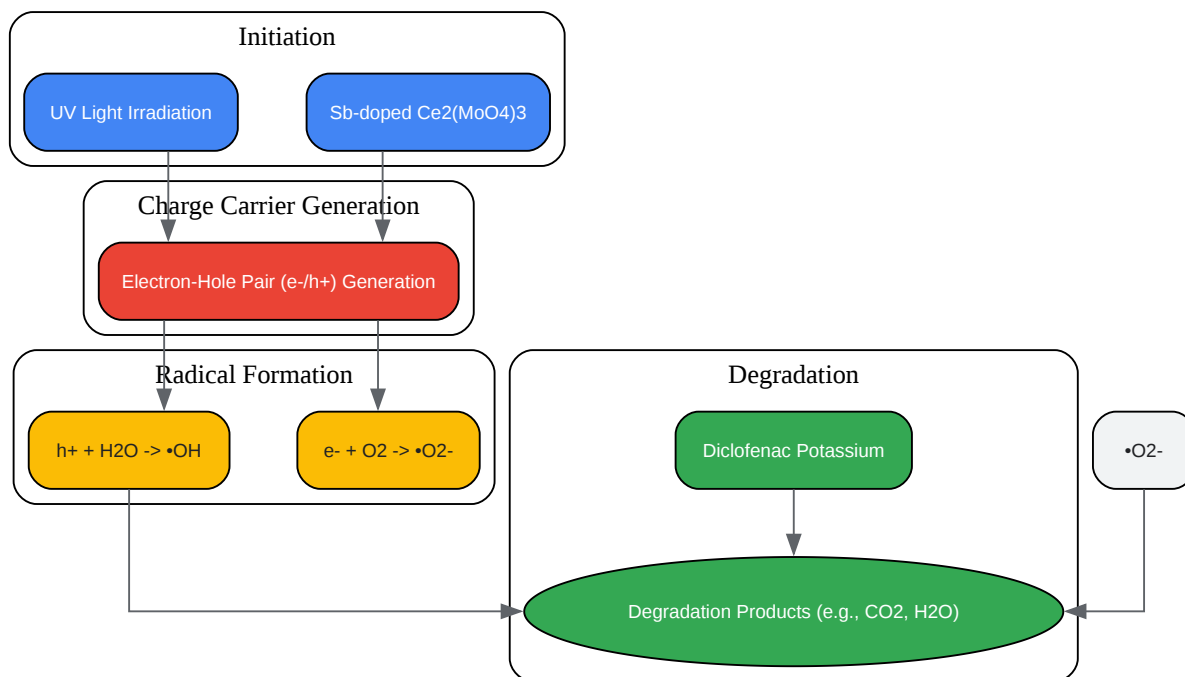 Initiation
UV Light Irradiation
Sb-doped Ce2(MoO4)3
Charge Carrier Generation
Electron-Hole Pair (e-/h+) Generation
Radical Formation
Degradation
h+ + H2O -> •OH
e- + O2 -> •O2-
Diclofenac Potassium
•O2-
Degradation Products (e.g., CO2, H2O)